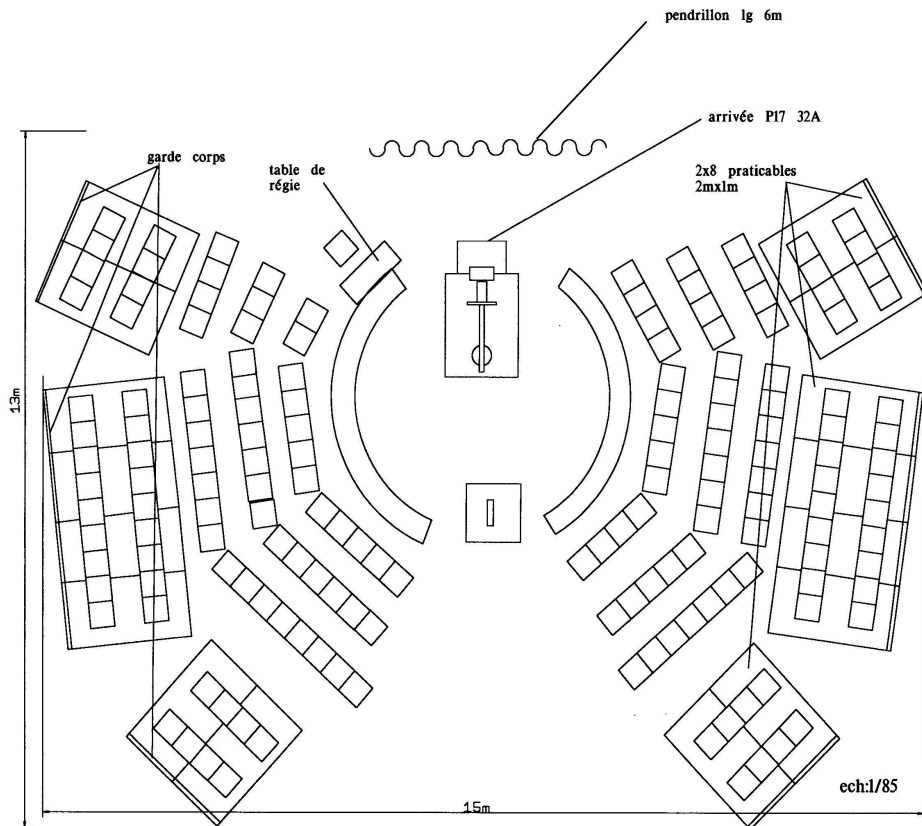 pendrillon lg 6m
arrivée P17 32A
garde corps
table de
régie
2x8 praticables
2mx1m
13m
ech:1/85
15m